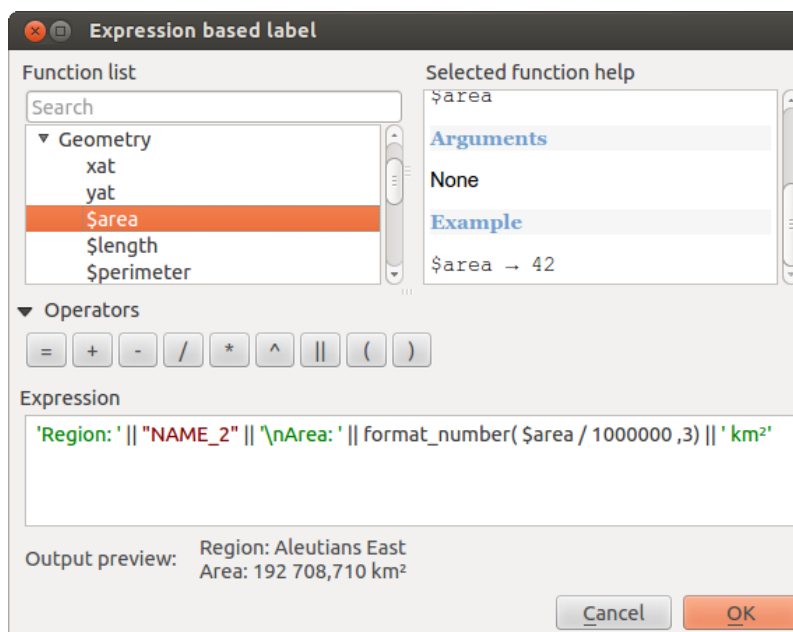 Expression based label
Function list
Selected function help
Search
Geometry
xat
yat
$area
$length
$perimeter
$area
Arguments
None
Example
$area → 42
Operators
= + - / * ^ || ( )
Expression
'Region: ' || "NAME_2" || '\nArea: ' || format_number( $area / 1000000 ,3) || ' km²'
Output preview:
Region: Aleutians East
Area: 192 708,710 km²
Cancel
OK